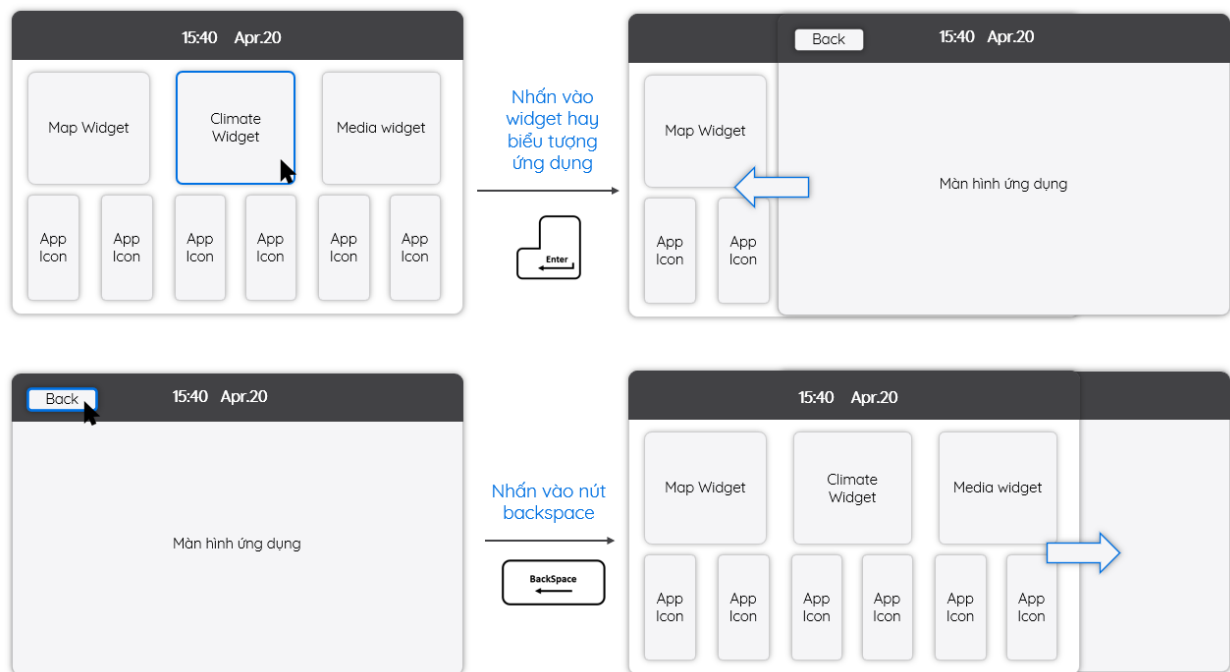 15:40 Apr.20
Map Widget
Climate
Widget
Media widget
App
Icon
App
Icon
App
Icon
App
Icon
App
Icon
App
Icon
Nhấn vào
widget hay
biểu tượng
ứng dụng
Enter
Back
15:40 Apr.20
Map Widget
Màn hình ứng dụng
App
Icon
App
Icon
Back
15:40 Apr.20
Màn hình ứng dụng
Nhấn vào nút
backspace
BackSpace
15:40 Apr.20
Map Widget
Climate
Widget
Media widget
App
Icon
App
Icon
App
Icon
App
Icon
App
Icon
App
Icon